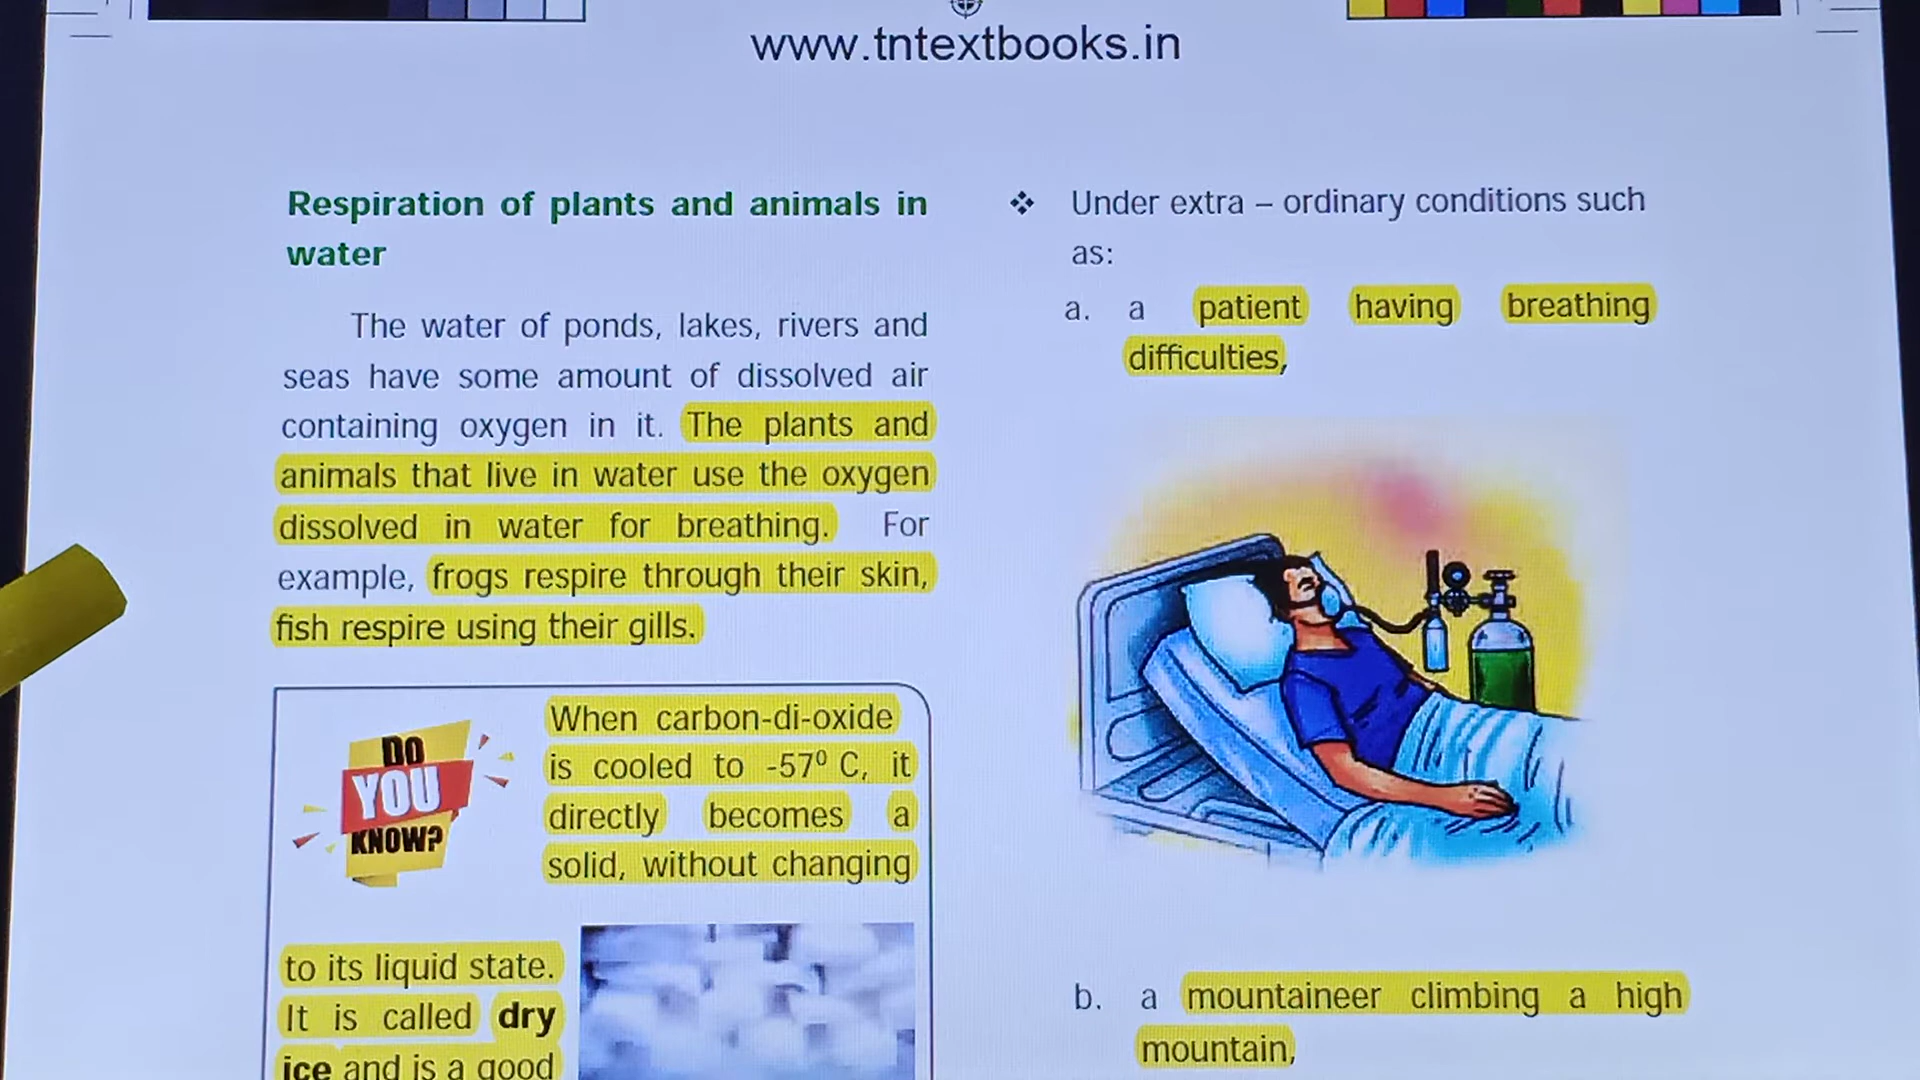 www.tntextbooks.in
Respiration of plants and animals in
water
The water of ponds, lakes, rivers and
seas have some amount of dissolved air
containing oxygen in it. The plants and
animals that live in water use the oxygen
dissolved in water for breathing. For
example, frogs respire through their skin,
fish respire using their gills.
DO
YOU
KNOW?
When carbon-di-oxide
is cooled to -57⁰ C, it
directly becomes a
solid, without changing
to its liquid state.
It is called dry
ice and is a good
❖ Under extra – ordinary conditions such
as:
a. a patient having breathing
difficulties,
b. a mountaineer climbing a high
mountain,